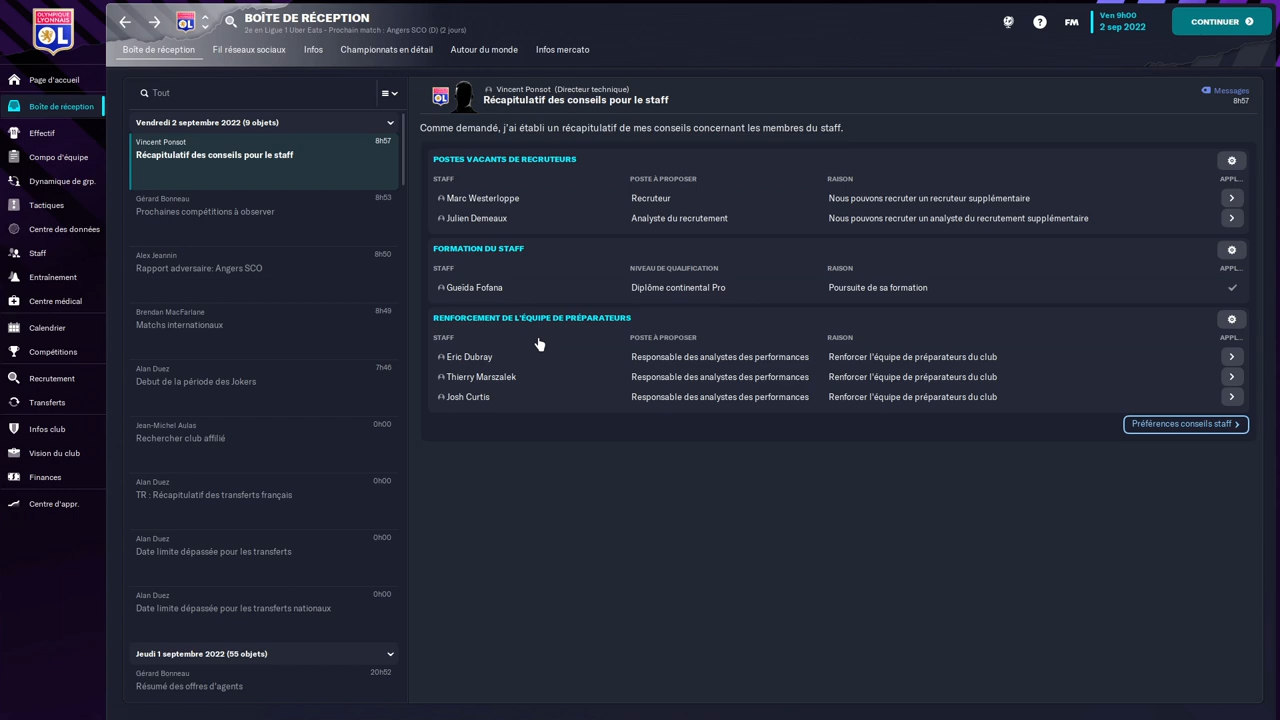 OLYMPIQUE
LYONNAIS
OL
BOÎTE DE RÉCEPTION
2e en Ligue 1 Uber Eats - Prochain match : Angers SCO (D) (2 jours)
FM
Ven 9h00
2 sep 2022
CONTINUER
Boîte de réception
Fil réseaux sociaux
Infos
Championnats en détail
Autour du monde
Infos mercato
Page d'accueil
Boîte de réception
Effectif
Compo d'équipe
Dynamique de grp.
Tactiques
Centre des données
Staff
Entraînement
Centre médical
Calendrier
Compétitions
Recrutement
Transferts
Infos club
Vision du club
Finances
Centre d'appr.
Tout
Vendredi 2 septembre 2022 (9 objets)
Vincent Ponsot 8h57
Récapitulatif des conseils pour le staff
Gérard Bonneau 8h53
Prochaines compétitions à observer
Alex Jeannin 8h50
Rapport adversaire: Angers SCO
Brendan MacFarlane 8h49
Matchs internationaux
Alan Duez 7h46
Debut de la période des Jokers
Jean-Michel Aulas 0h00
Rechercher club affilié
Alan Duez 0h00
TR : Récapitulatif des transferts français
Alan Duez 0h00
Date limite dépassée pour les transferts
Alan Duez 0h00
Date limite dépassée pour les transferts nationaux
Jeudi 1 septembre 2022 (55 objets)
Gérard Bonneau 20h52
Résumé des offres d'agents
Vincent Ponsot (Directeur technique)
Récapitulatif des conseils pour le staff
Messages
8h57
Comme demandé, j'ai établi un récapitulatif de mes conseils concernant les membres du staff.
POSTES VACANTS DE RECRUTEURS
STAFF POSTE À PROPOSER RAISON APPL...
Marc Westerloppe Recruteur Nous pouvons recruter un recruteur supplémentaire
Julien Demeaux Analyste du recrutement Nous pouvons recruter un analyste du recrutement supplémentaire
FORMATION DU STAFF
STAFF NIVEAU DE QUALIFICATION RAISON APPL...
Gueïda Fofana Diplôme continental Pro Poursuite de sa formation
RENFORCEMENT DE L'ÉQUIPE DE PRÉPARATEURS
STAFF POSTE À PROPOSER RAISON APPL...
Eric Dubray Responsable des analystes des performances Renforcer l'équipe de préparateurs du club
Thierry Marszalek Responsable des analystes des performances Renforcer l'équipe de préparateurs du club
Josh Curtis Responsable des analystes des performances Renforcer l'équipe de préparateurs du club
Préférences conseils staff